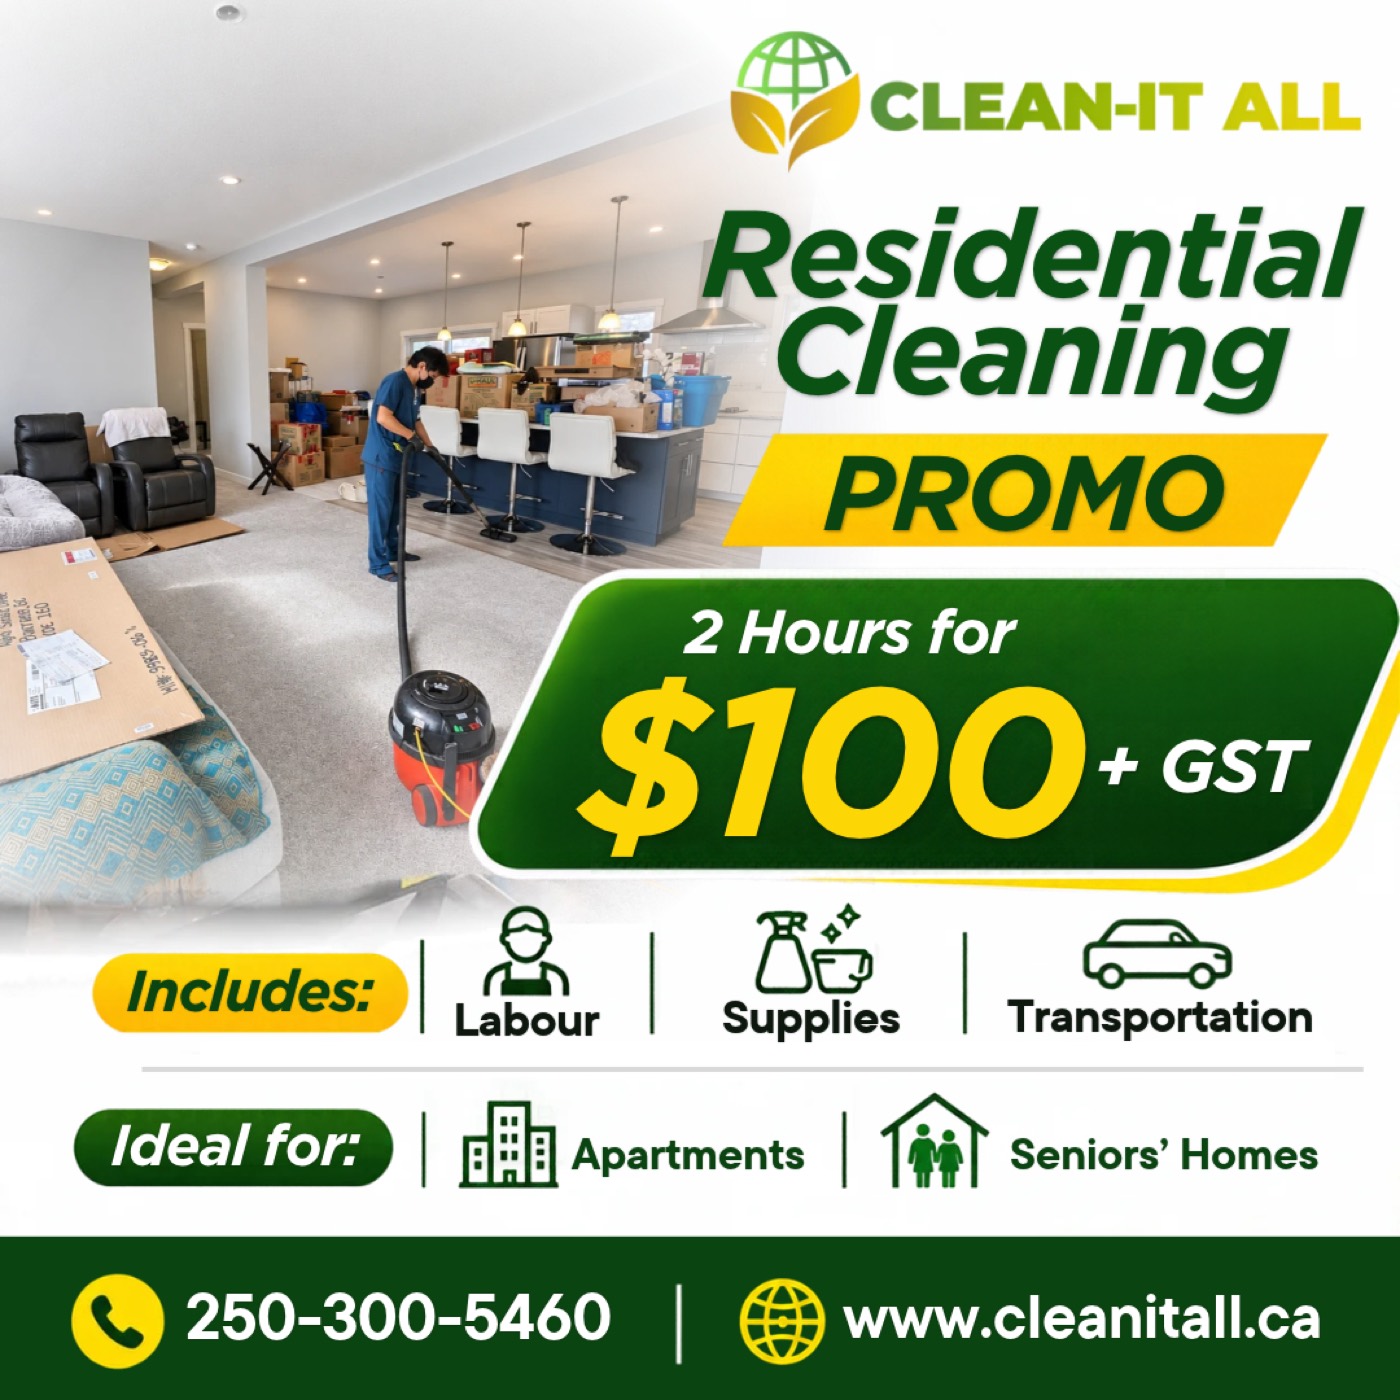 CLEAN-IT ALL
Residential
Cleaning
PROMO
2 Hours for
$100 + GST
Includes:
Labour
Supplies
Transportation
Ideal for:
Apartments
Seniors’ Homes
250-300-5460
www.cleanitall.ca